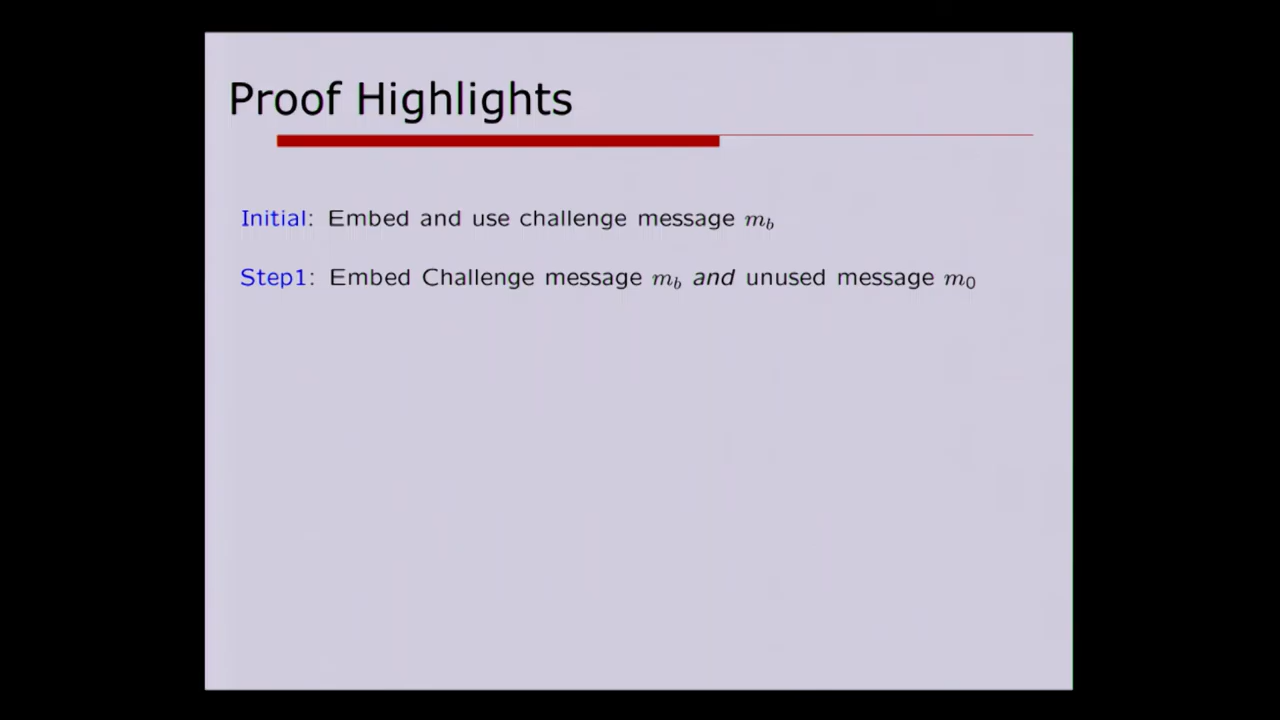 Proof Highlights
Initial: Embed and use challenge message m_b
Step1: Embed Challenge message m_b and unused message m_0